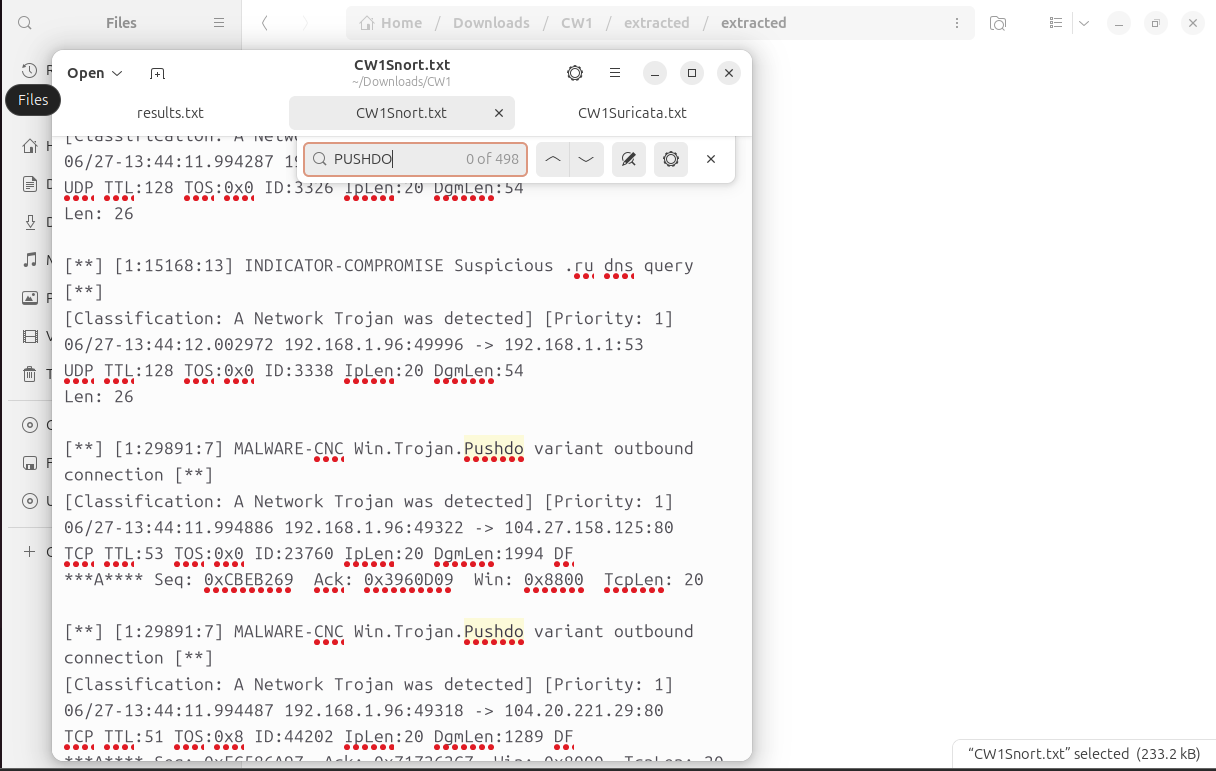 Files
Home / Downloads / CW1 / extracted / extracted
Open
CW1Snort.txt
~/Downloads/CW1
Files
results.txt
CW1Snort.txt
CW1Suricata.txt
PUSHDO 0 of 498
06/27-13:44:11.994287
UDP TTL:128 TOS:0x0 ID:3326 IpLen:20 DgmLen:54
Len: 26
[**] [1:15168:13] INDICATOR-COMPROMISE Suspicious .ru dns query
[**]
[Classification: A Network Trojan was detected] [Priority: 1]
06/27-13:44:12.002972 192.168.1.96:49996 -> 192.168.1.1:53
UDP TTL:128 TOS:0x0 ID:3338 IpLen:20 DgmLen:54
Len: 26
[**] [1:29891:7] MALWARE-CNC Win.Trojan.Pushdo variant outbound
connection [**]
[Classification: A Network Trojan was detected] [Priority: 1]
06/27-13:44:11.994886 192.168.1.96:49322 -> 104.27.158.125:80
TCP TTL:53 TOS:0x0 ID:23760 IpLen:20 DgmLen:1994 DF
***A**** Seq: 0xCBEB269 Ack: 0x3960D09 Win: 0x8800 TcpLen: 20
[**] [1:29891:7] MALWARE-CNC Win.Trojan.Pushdo variant outbound
connection [**]
[Classification: A Network Trojan was detected] [Priority: 1]
06/27-13:44:11.994487 192.168.1.96:49318 -> 104.20.221.29:80
TCP TTL:51 TOS:0x8 ID:44202 IpLen:20 DgmLen:1289 DF
“CW1Snort.txt” selected (233.2 kB)